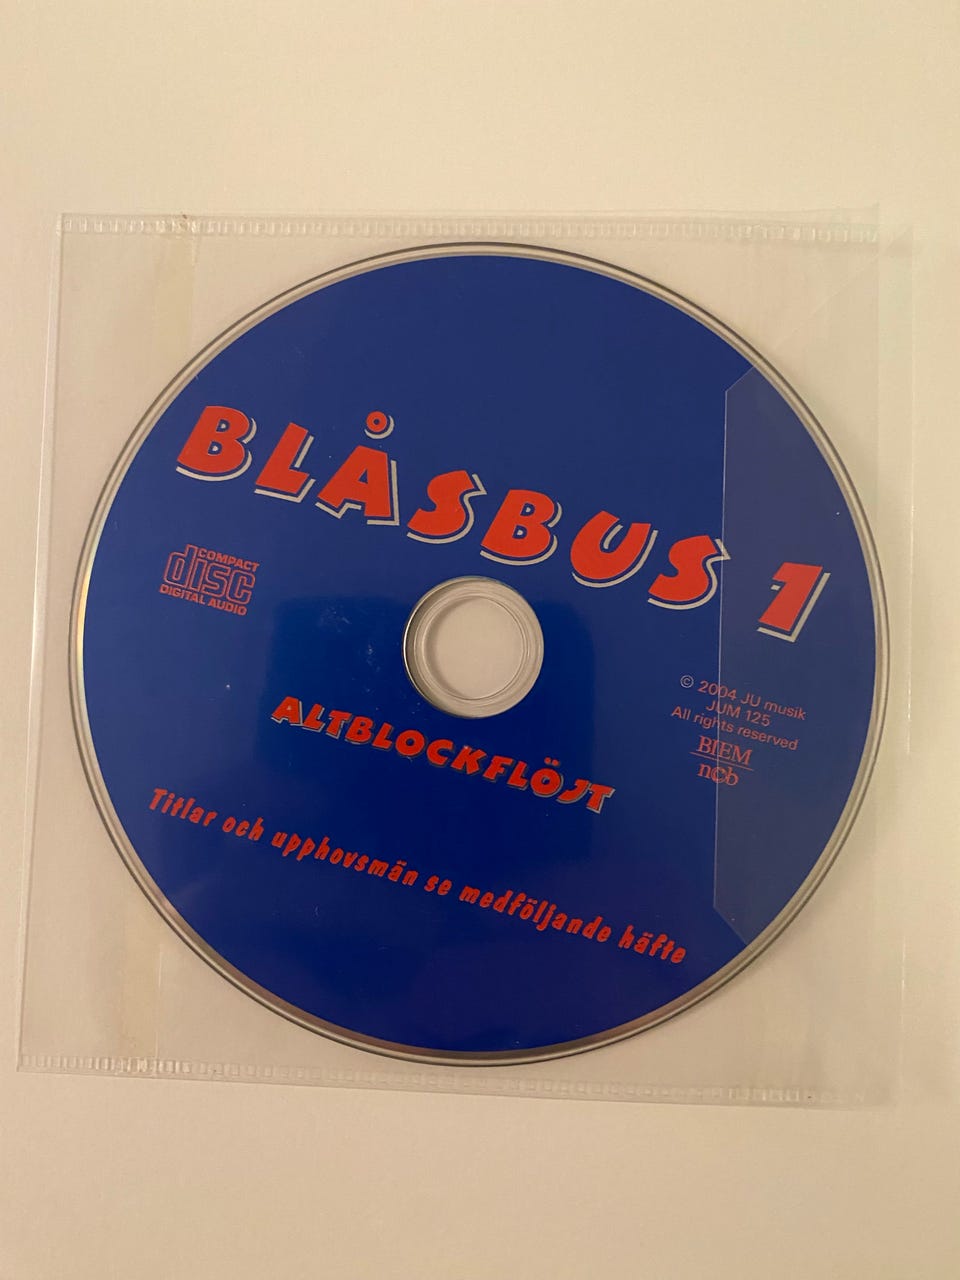 BLÅSBUS 1
COMPACT
disc
DIGITAL AUDIO
© 2004 JU musik
JUM 125
All rights reserved
BIEM
n©b
ALTBLOCKFLÖJT
Titlar och upphovsmän se medföljande häfte